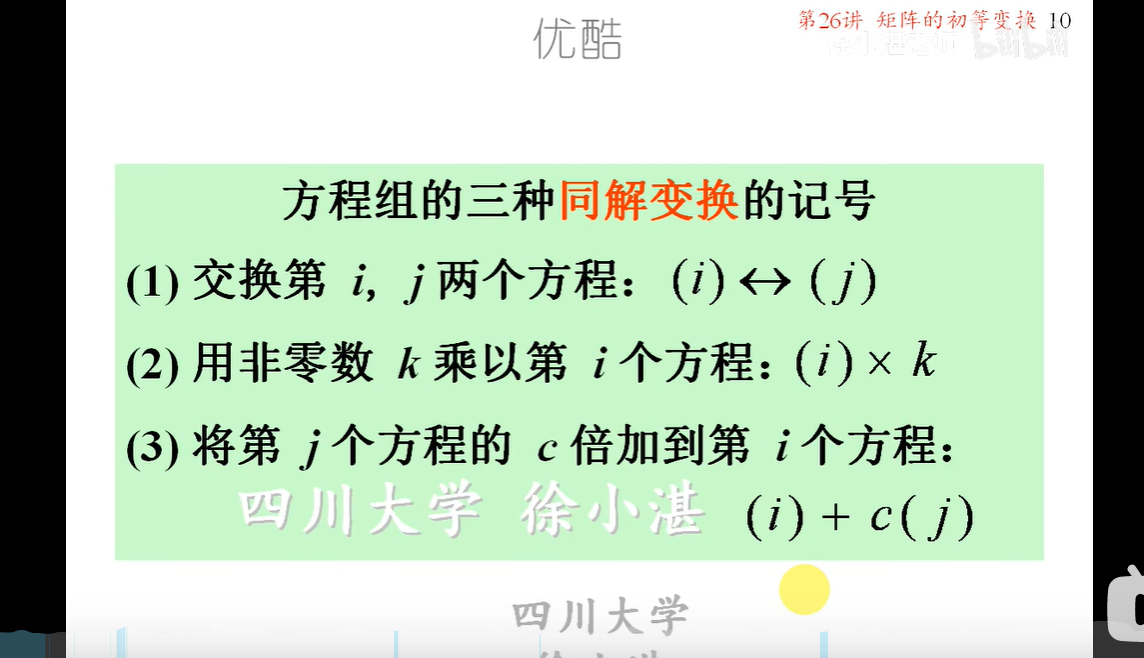 优酷
第26讲 矩阵的初等变换 10
方程组的三种同解变换的记号
(1) 交换第 i, j 两个方程：(i)↔(j)
(2) 用非零数 k 乘以第 i 个方程：(i)× k
(3) 将第 j 个方程的 c 倍加到第 i 个方程：
四川大学 徐小湛 (i) + c(j)
四川大学